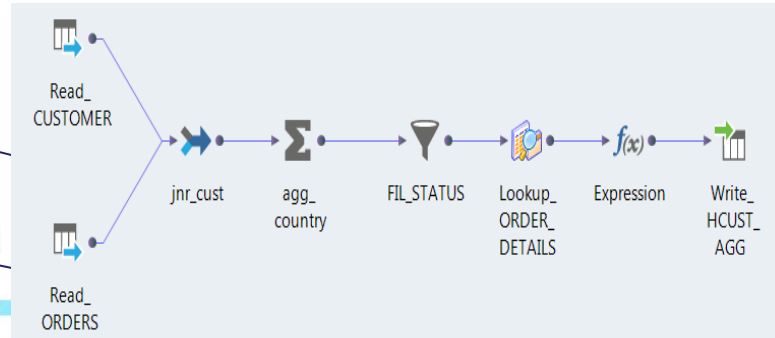 Read_
CUSTOMER
jnr_cust
agg_
country
FIL_STATUS
Lookup_
ORDER_
DETAILS
f(x)
Expression
Write_
HCUST_
AGG
Read_
ORDERS